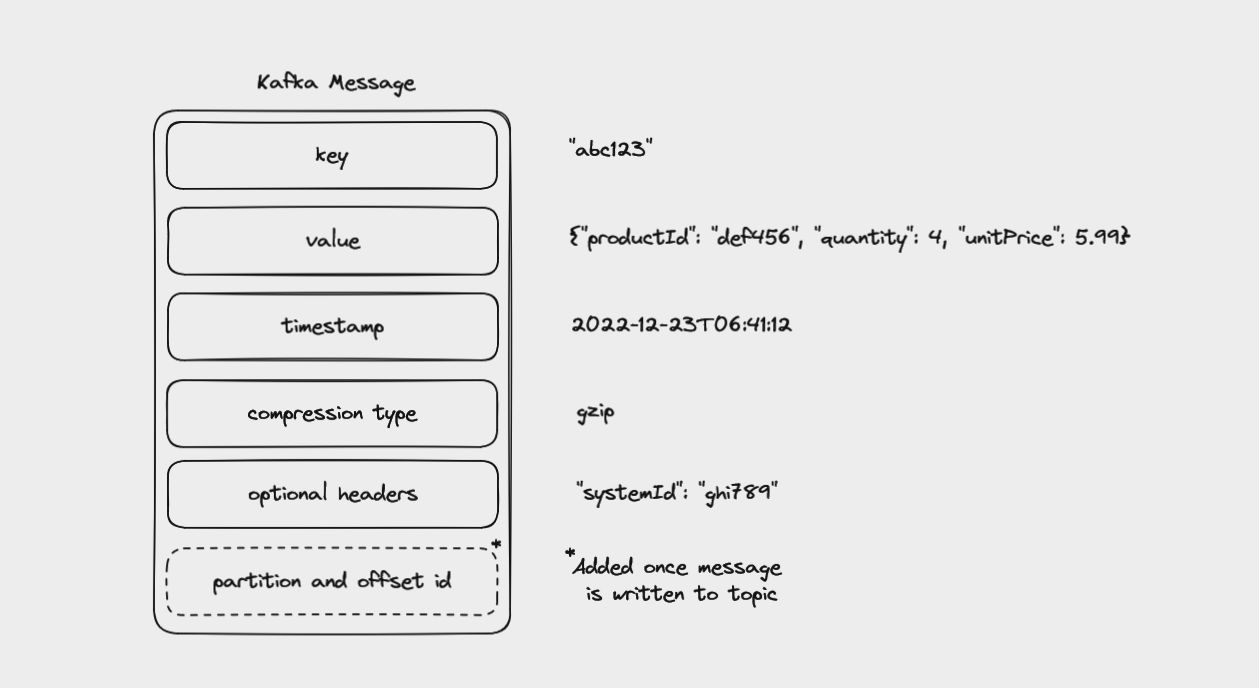 Kafka Message
key
"abc123"
value
{"productId": "def456", "quantity": 4, "unitPrice": 5.99}
timestamp
2022-12-23T06:41:12
compression type
gzip
optional headers
"systemId": "ghi789"
partition and offset id *
*Added once message
is written to topic